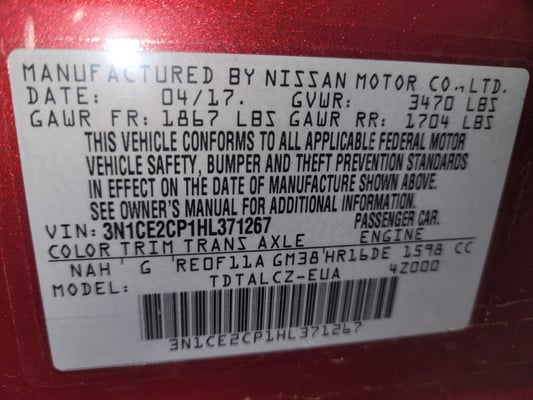 MANUFACTURED BY NISSAN MOTOR CO., LTD.
DATE: 04/17. GVWR: 3470 LBS
GAWR FR: 1867 LBS GAWR RR: 1704 LBS
THIS VEHICLE CONFORMS TO ALL APPLICABLE FEDERAL MOTOR
VEHICLE SAFETY, BUMPER AND THEFT PREVENTION STANDARDS
IN EFFECT ON THE DATE OF MANUFACTURE SHOWN ABOVE.
SEE OWNER'S MANUAL FOR ADDITIONAL INFORMATION.
VIN: 3N1CE2CP1HL371267 PASSENGER CAR.
COLOR TRIM TRANS AXLE ENGINE
NAH G RE0F11A GM38 HR16DE 1598 CC
MODEL: TDTALCZ-EUA 4Z000
3N1CE2CP1HL371267